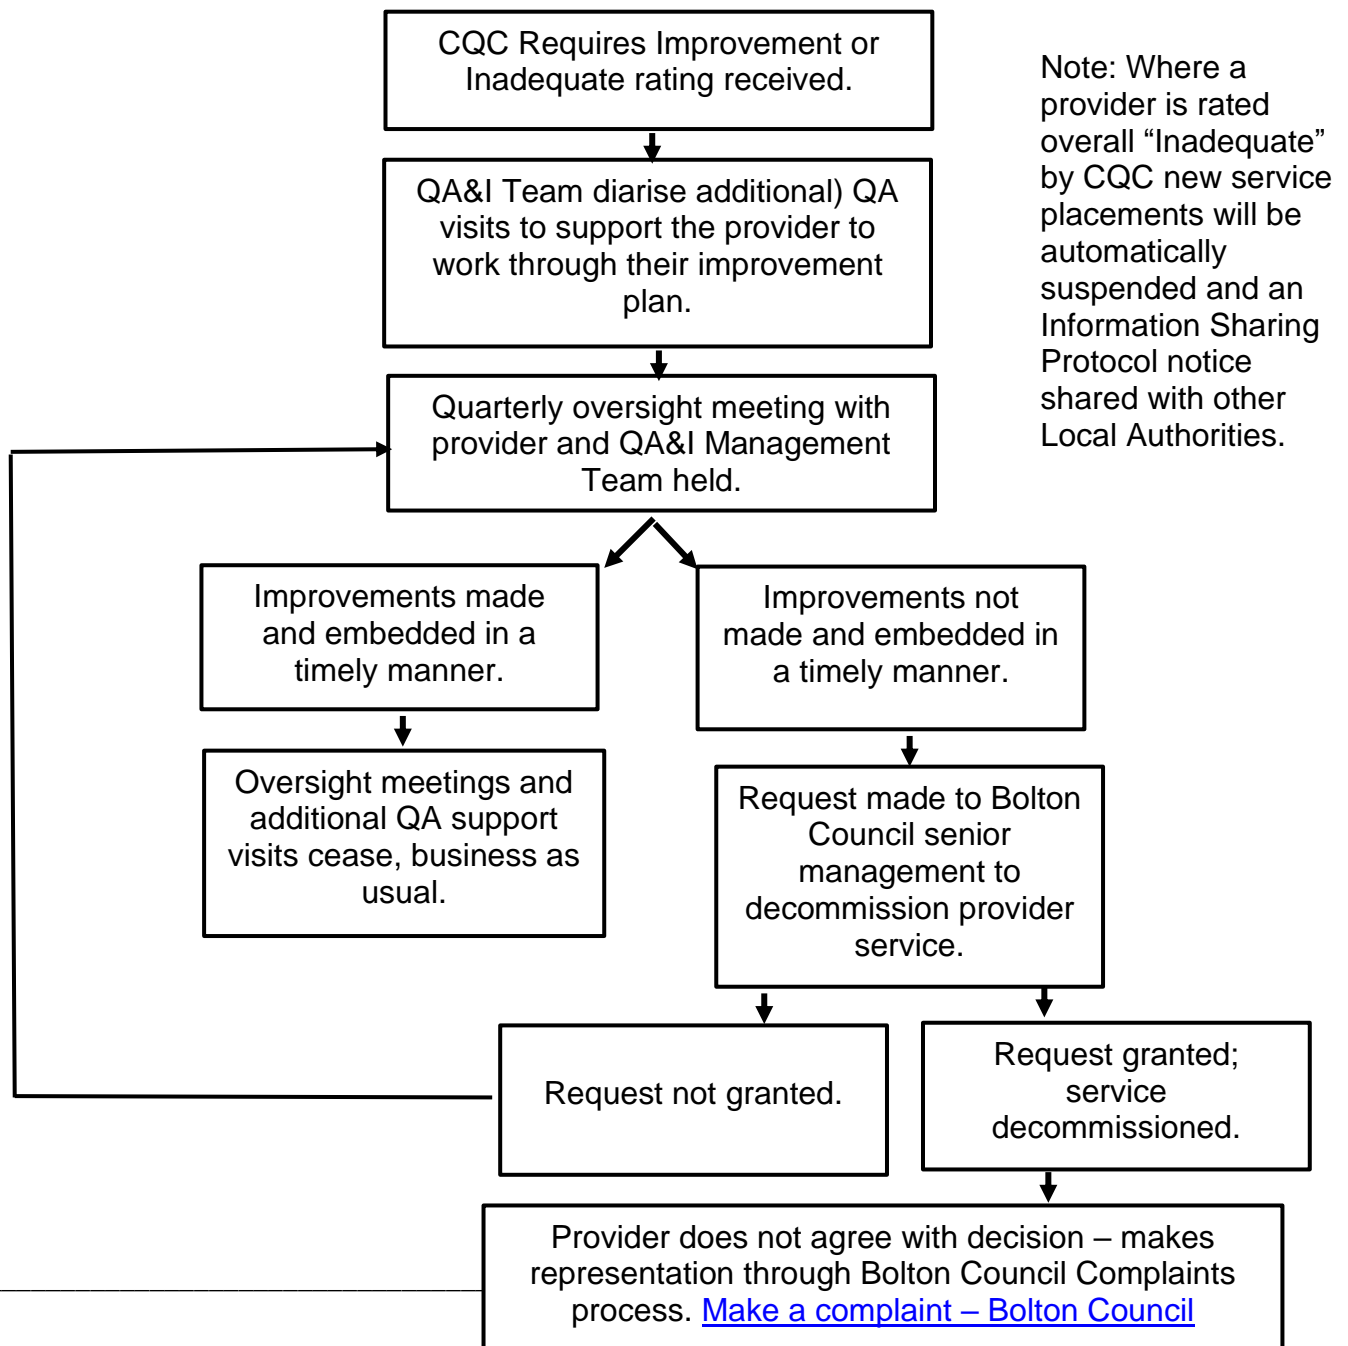 CQC Requires Improvement or
Inadequate rating received.
Note: Where a
provider is rated
overall “Inadequate”
by CQC new service
placements will be
automatically
suspended and an
Information Sharing
Protocol notice
shared with other
Local Authorities.
QA&I Team diarise additional) QA
visits to support the provider to
work through their improvement
plan.
Quarterly oversight meeting with
provider and QA&I Management
Team held.
Improvements made
and embedded in a
timely manner.
Improvements not
made and embedded in
a timely manner.
Oversight meetings and
additional QA support
visits cease, business as
usual.
Request made to Bolton
Council senior
management to
decommission provider
service.
Request not granted.
Request granted;
service
decommissioned.
Provider does not agree with decision – makes
representation through Bolton Council Complaints
process. Make a complaint – Bolton Council